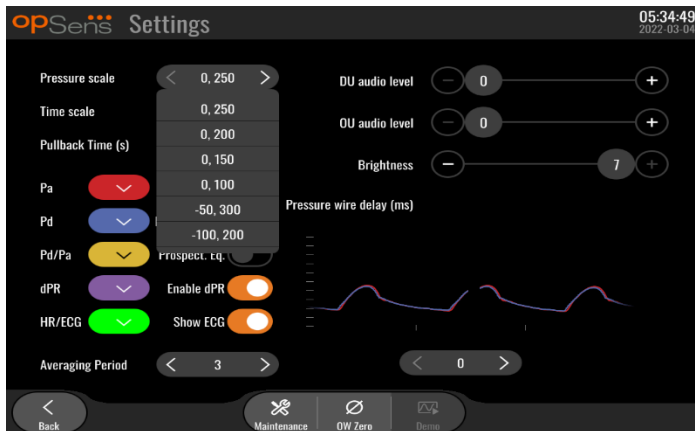 opSens Settings
05:34:49
2022-03-04
Pressure scale
0, 250
DU audio level
0
Time scale
0, 250
0, 200
OU audio level
0
Pullback Time (s)
0, 150
Brightness
7
Pa
0, 100
-50, 300
Pressure wire delay (ms)
Pd
-100, 200
Pd/Pa
Prospect. Eq.
dPR
Enable dPR
HR/ECG
Show ECG
Averaging Period
3
0
Back
Maintenance
OW Zero
Demo